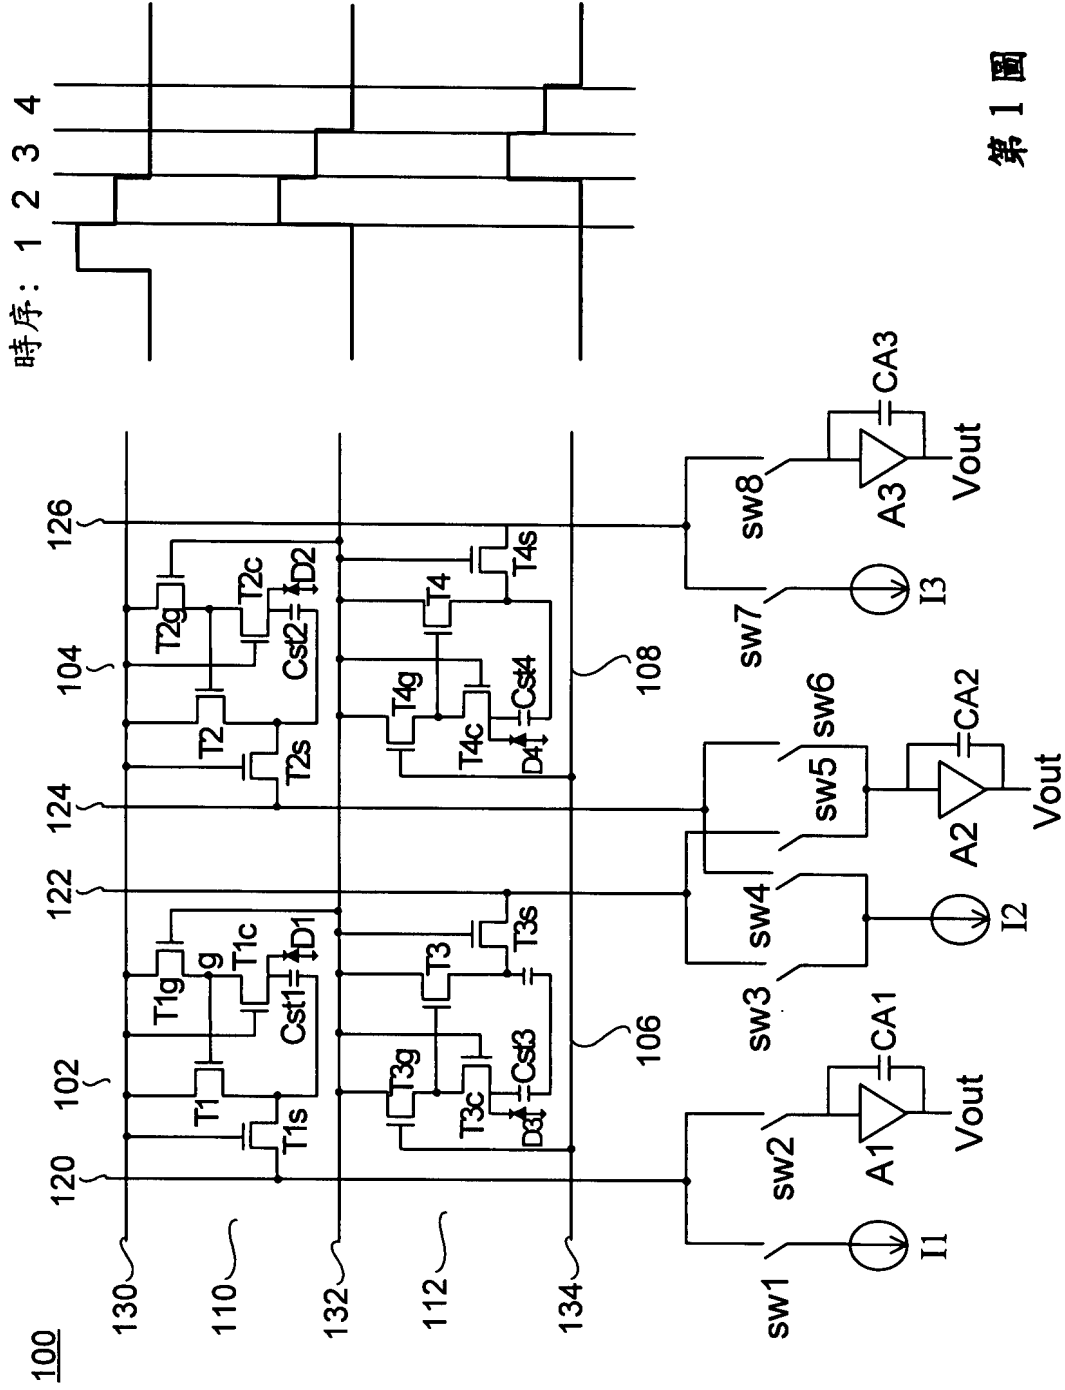 100
120
102
122
124
104
126
時序: 1 2 3 4
130
T1g
g
T2g
T1
T1c
T2
T2c
D1
D2
110
T1s
Cst1
T2s
Cst2
132
T3g
T3
T4g
T4
112
T3c
T3s
T4c
T4s
Cst3
Cst4
D3
D4
134
106
108
sw1
sw2
sw3
sw4
sw5
sw6
sw7
sw8
CA1
CA3
A1
A3
I1
Vout
I3
Vout
CA2
A2
I2
Vout
第 1 圖